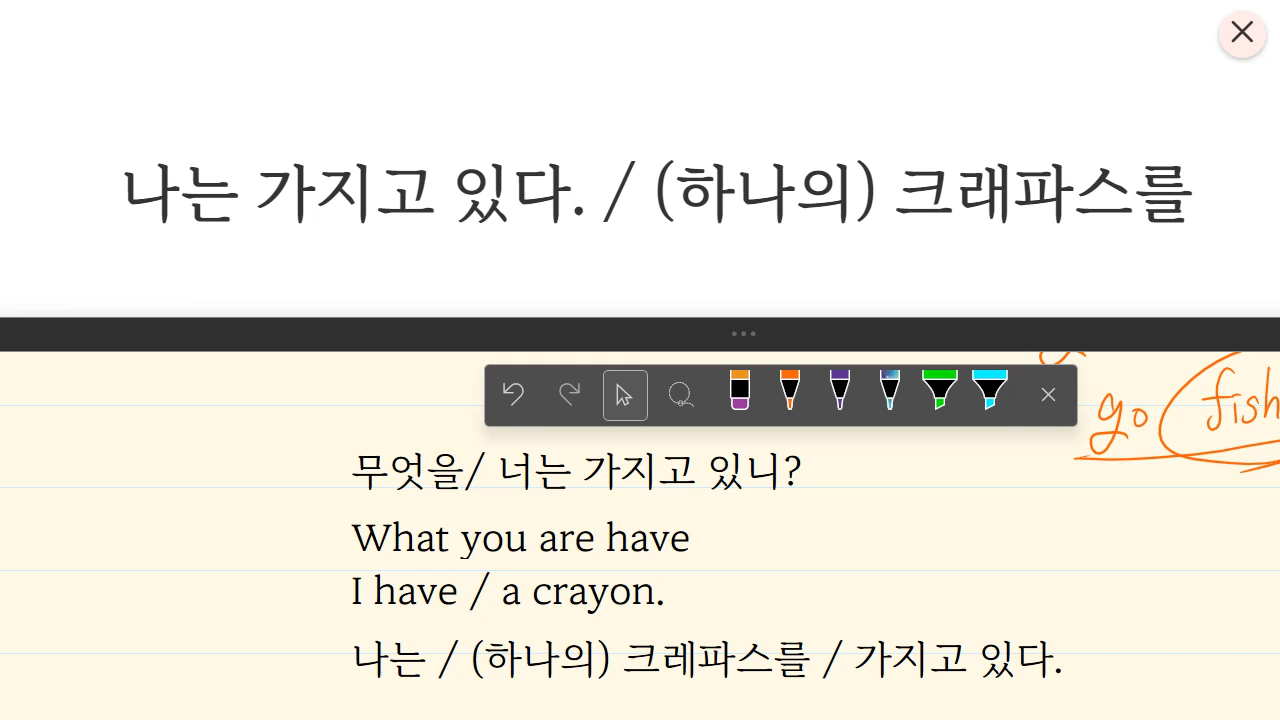 나는 가지고 있다. / (하나의) 크래파스를
go fish
무엇을/ 너는 가지고 있니?
What you are have
I have / a crayon.
나는 / (하나의) 크레파스를 / 가지고 있다.